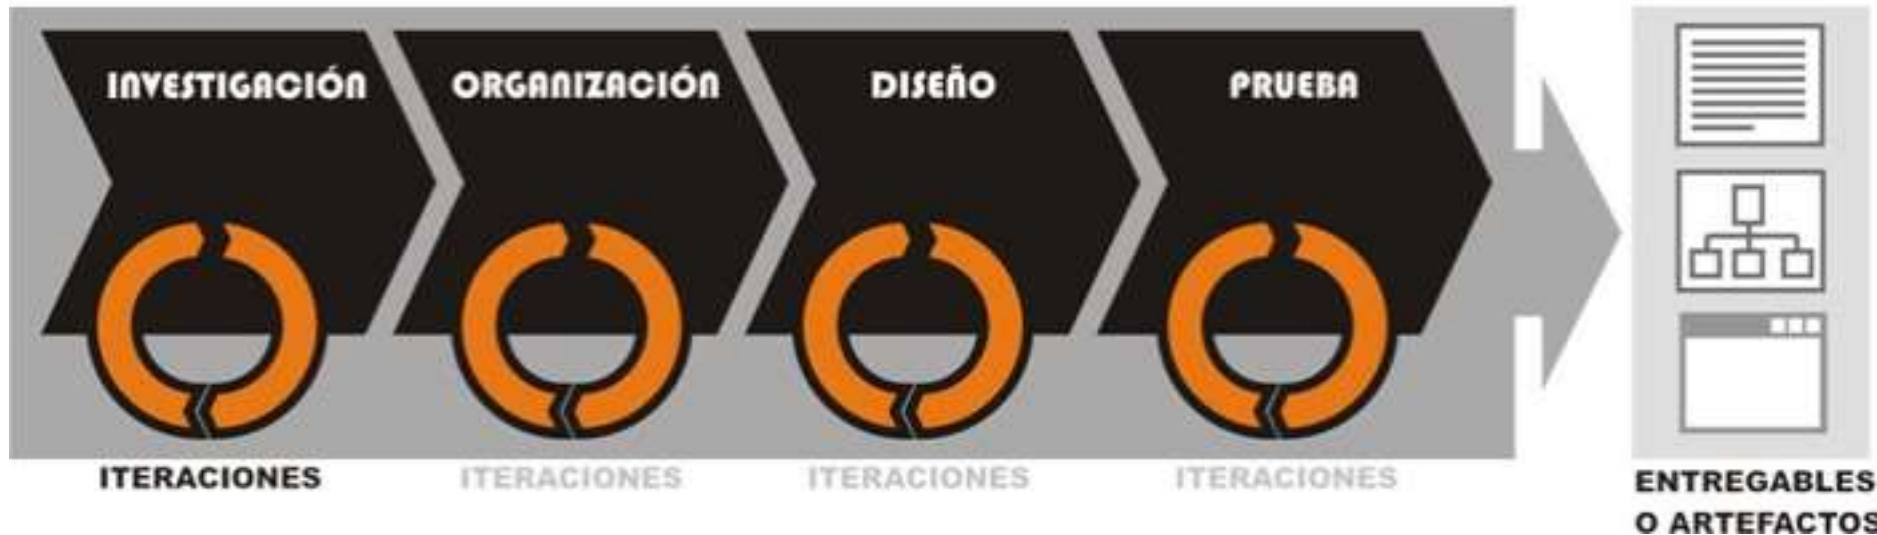 INVESTIGACIÓN
ORGANIZACIÓN
DISEÑO
PRUEBA
ITERACIONES
ITERACIONES
ITERACIONES
ITERACIONES
ENTREGABLES
O ARTEFACTOS